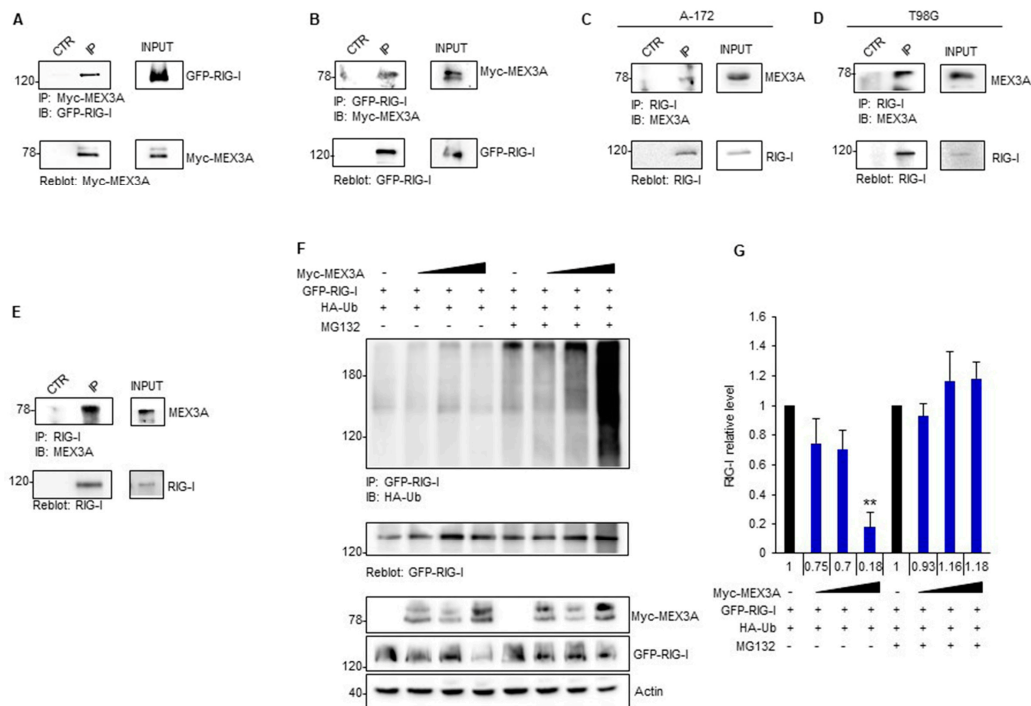 A
CTR IP INPUT
120
GFP-RIG-I
IP: Myc-MEX3A
IB: GFP-RIG-I
78
Myc-MEX3A
Reblot: Myc-MEX3A
B
CTR IP INPUT
78
Myc-MEX3A
IP: GFP-RIG-I
IB: Myc-MEX3A
120
GFP-RIG-I
Reblot: GFP-RIG-I
C
A-172
CTR IP INPUT
78
MEX3A
IP: RIG-I
IB: MEX3A
120
RIG-I
Reblot: RIG-I
D
T98G
CTR IP INPUT
78
MEX3A
IP: RIG-I
IB: MEX3A
120
RIG-I
Reblot: RIG-I
E
CTR IP INPUT
78
MEX3A
IP: RIG-I
IB: MEX3A
120
RIG-I
Reblot: RIG-I
F
Myc-MEX3A - -
GFP-RIG-I + + + + + + + +
HA-Ub + + + + + + + +
MG132 - - - - + + + +
180
120
IP: GFP-RIG-I
IB: HA-Ub
120
Reblot: GFP-RIG-I
78
Myc-MEX3A
120
GFP-RIG-I
40
Actin
G
RIG-I relative level
1.6
1.4
1.2
1
0.8
0.6
0.4
0.2
0
**
1 0.75 0.7 0.18 1 0.93 1.16 1.18
Myc-MEX3A - -
GFP-RIG-I + + + + + + + +
HA-Ub + + + + + + + +
MG132 - - - - + + + +